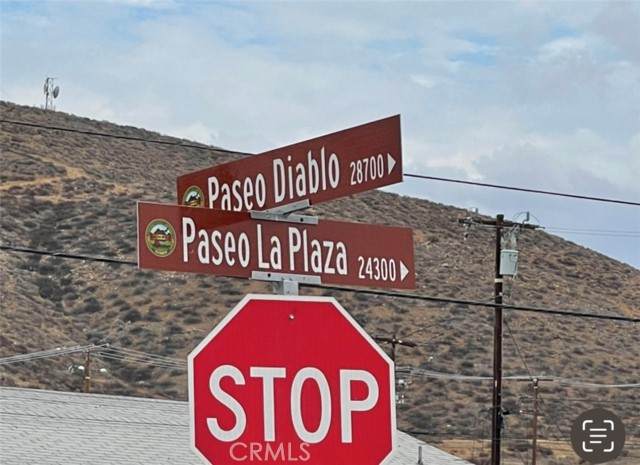 Paseo Diablo 28700
Paseo La Plaza 24300
STOP
CRMLS